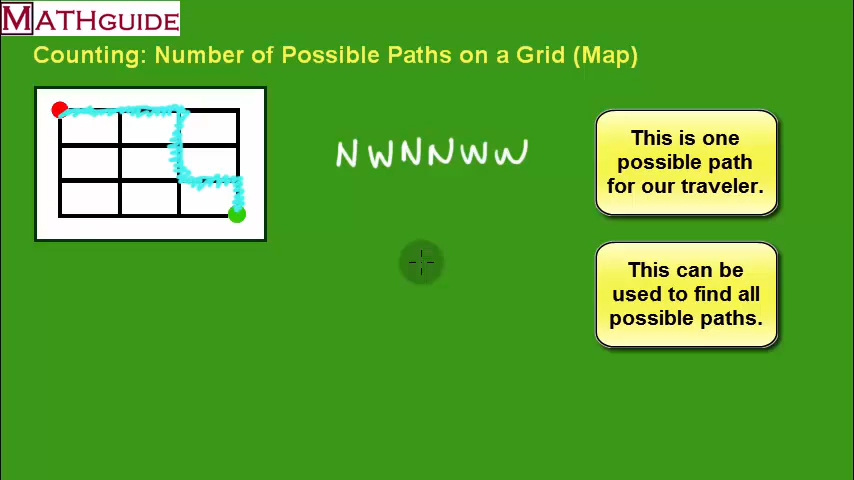 MATHGUIDE
Counting: Number of Possible Paths on a Grid (Map)
NWNNWW
This is one
possible path
for our traveler.
This can be
used to find all
possible paths.